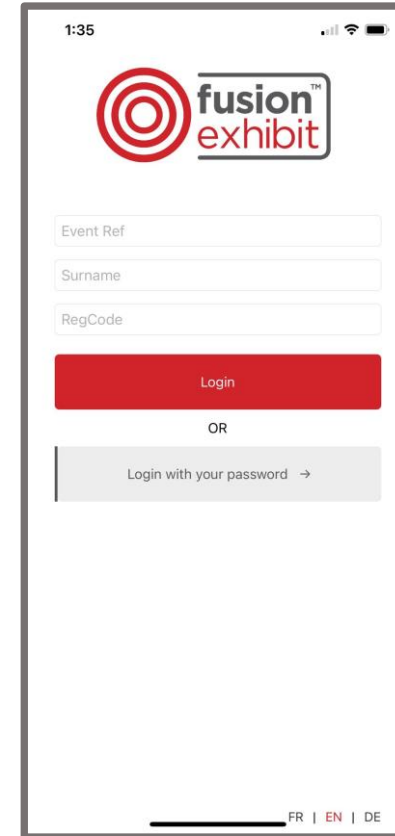 1:35
fusion™
exhibit
Event Ref
Surname
RegCode
Login
OR
Login with your password →
FR | EN | DE